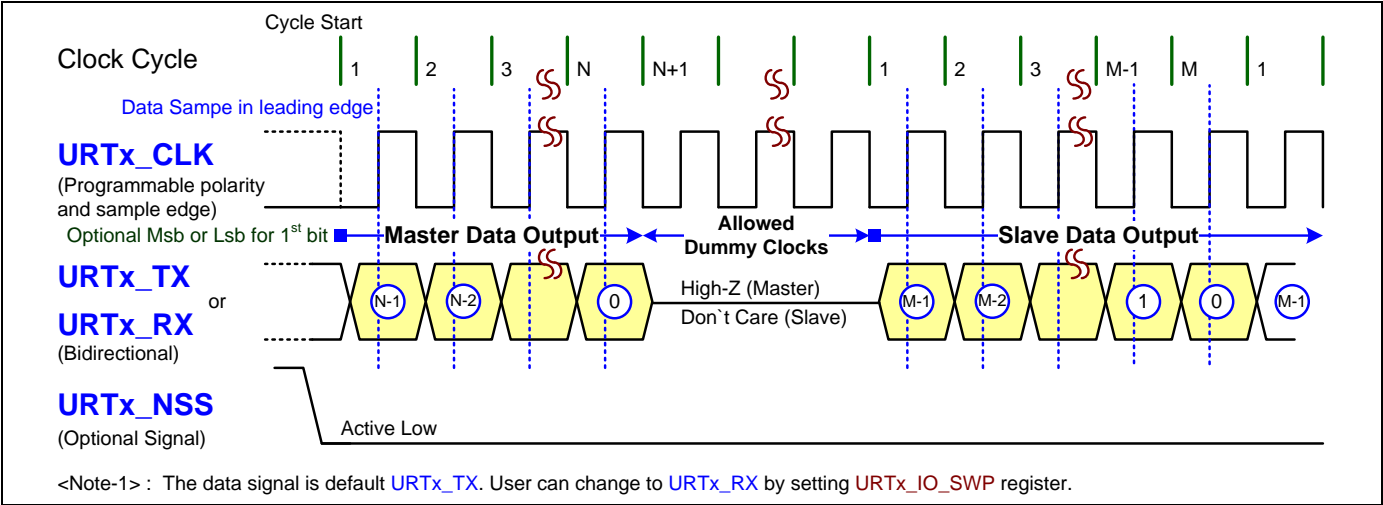 Cycle Start
Clock Cycle
1 2 3 N N+1 1 2 3 M-1 M 1
Data Sampe in leading edge
URTx_CLK
(Programmable polarity
and sample edge)
Optional Msb or Lsb for 1st bit
Master Data Output
Allowed
Dummy Clocks
Slave Data Output
URTx_TX
or
URTx_RX
(Bidirectional)
N-1 N-2 0
High-Z (Master)
Don`t Care (Slave)
M-1 M-2 1 0 M-1
URTx_NSS
(Optional Signal)
Active Low
<Note-1> : The data signal is default URTx_TX. User can change to URTx_RX by setting URTx_IO_SWP register.